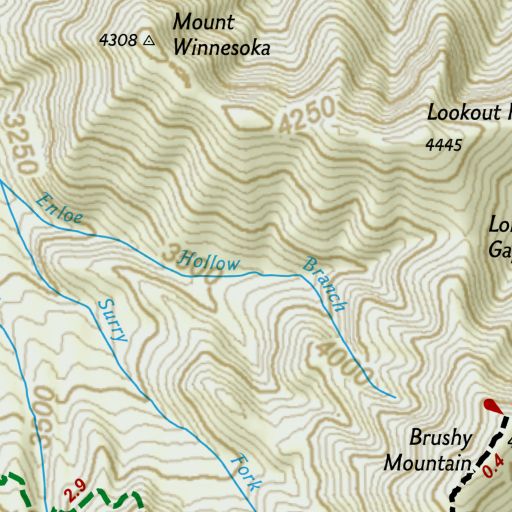 Mount
Winnesoka
4308
4250
Lookout
4445
3250
Enloe
Hollow
Branch
Surry
4000
Fork
Brushy
Mountain
0.4
2.9